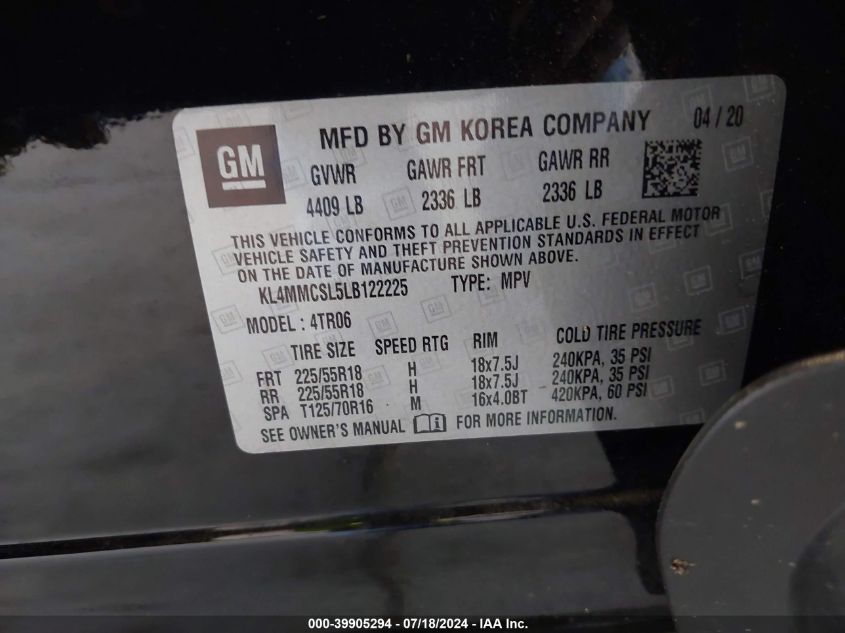 GM
MFD BY GM KOREA COMPANY 04 / 20
GVWR GAWR FRT GAWR RR
4409 LB 2336 LB 2336 LB
THIS VEHICLE CONFORMS TO ALL APPLICABLE U.S. FEDERAL MOTOR
VEHICLE SAFETY AND THEFT PREVENTION STANDARDS IN EFFECT
ON THE DATE OF MANUFACTURE SHOWN ABOVE.
KL4MMCSL5LB122225 TYPE: MPV
MODEL : 4TR06
TIRE SIZE SPEED RTG RIM COLD TIRE PRESSURE
FRT 225/55R18 H 18x7.5J 240KPA, 35 PSI
RR 225/55R18 H 18x7.5J 240KPA, 35 PSI
SPA T125/70R16 M 16x4.0BT 420KPA, 60 PSI
SEE OWNER'S MANUAL FOR MORE INFORMATION.
000-39905294 - 07/18/2024 - IAA Inc.